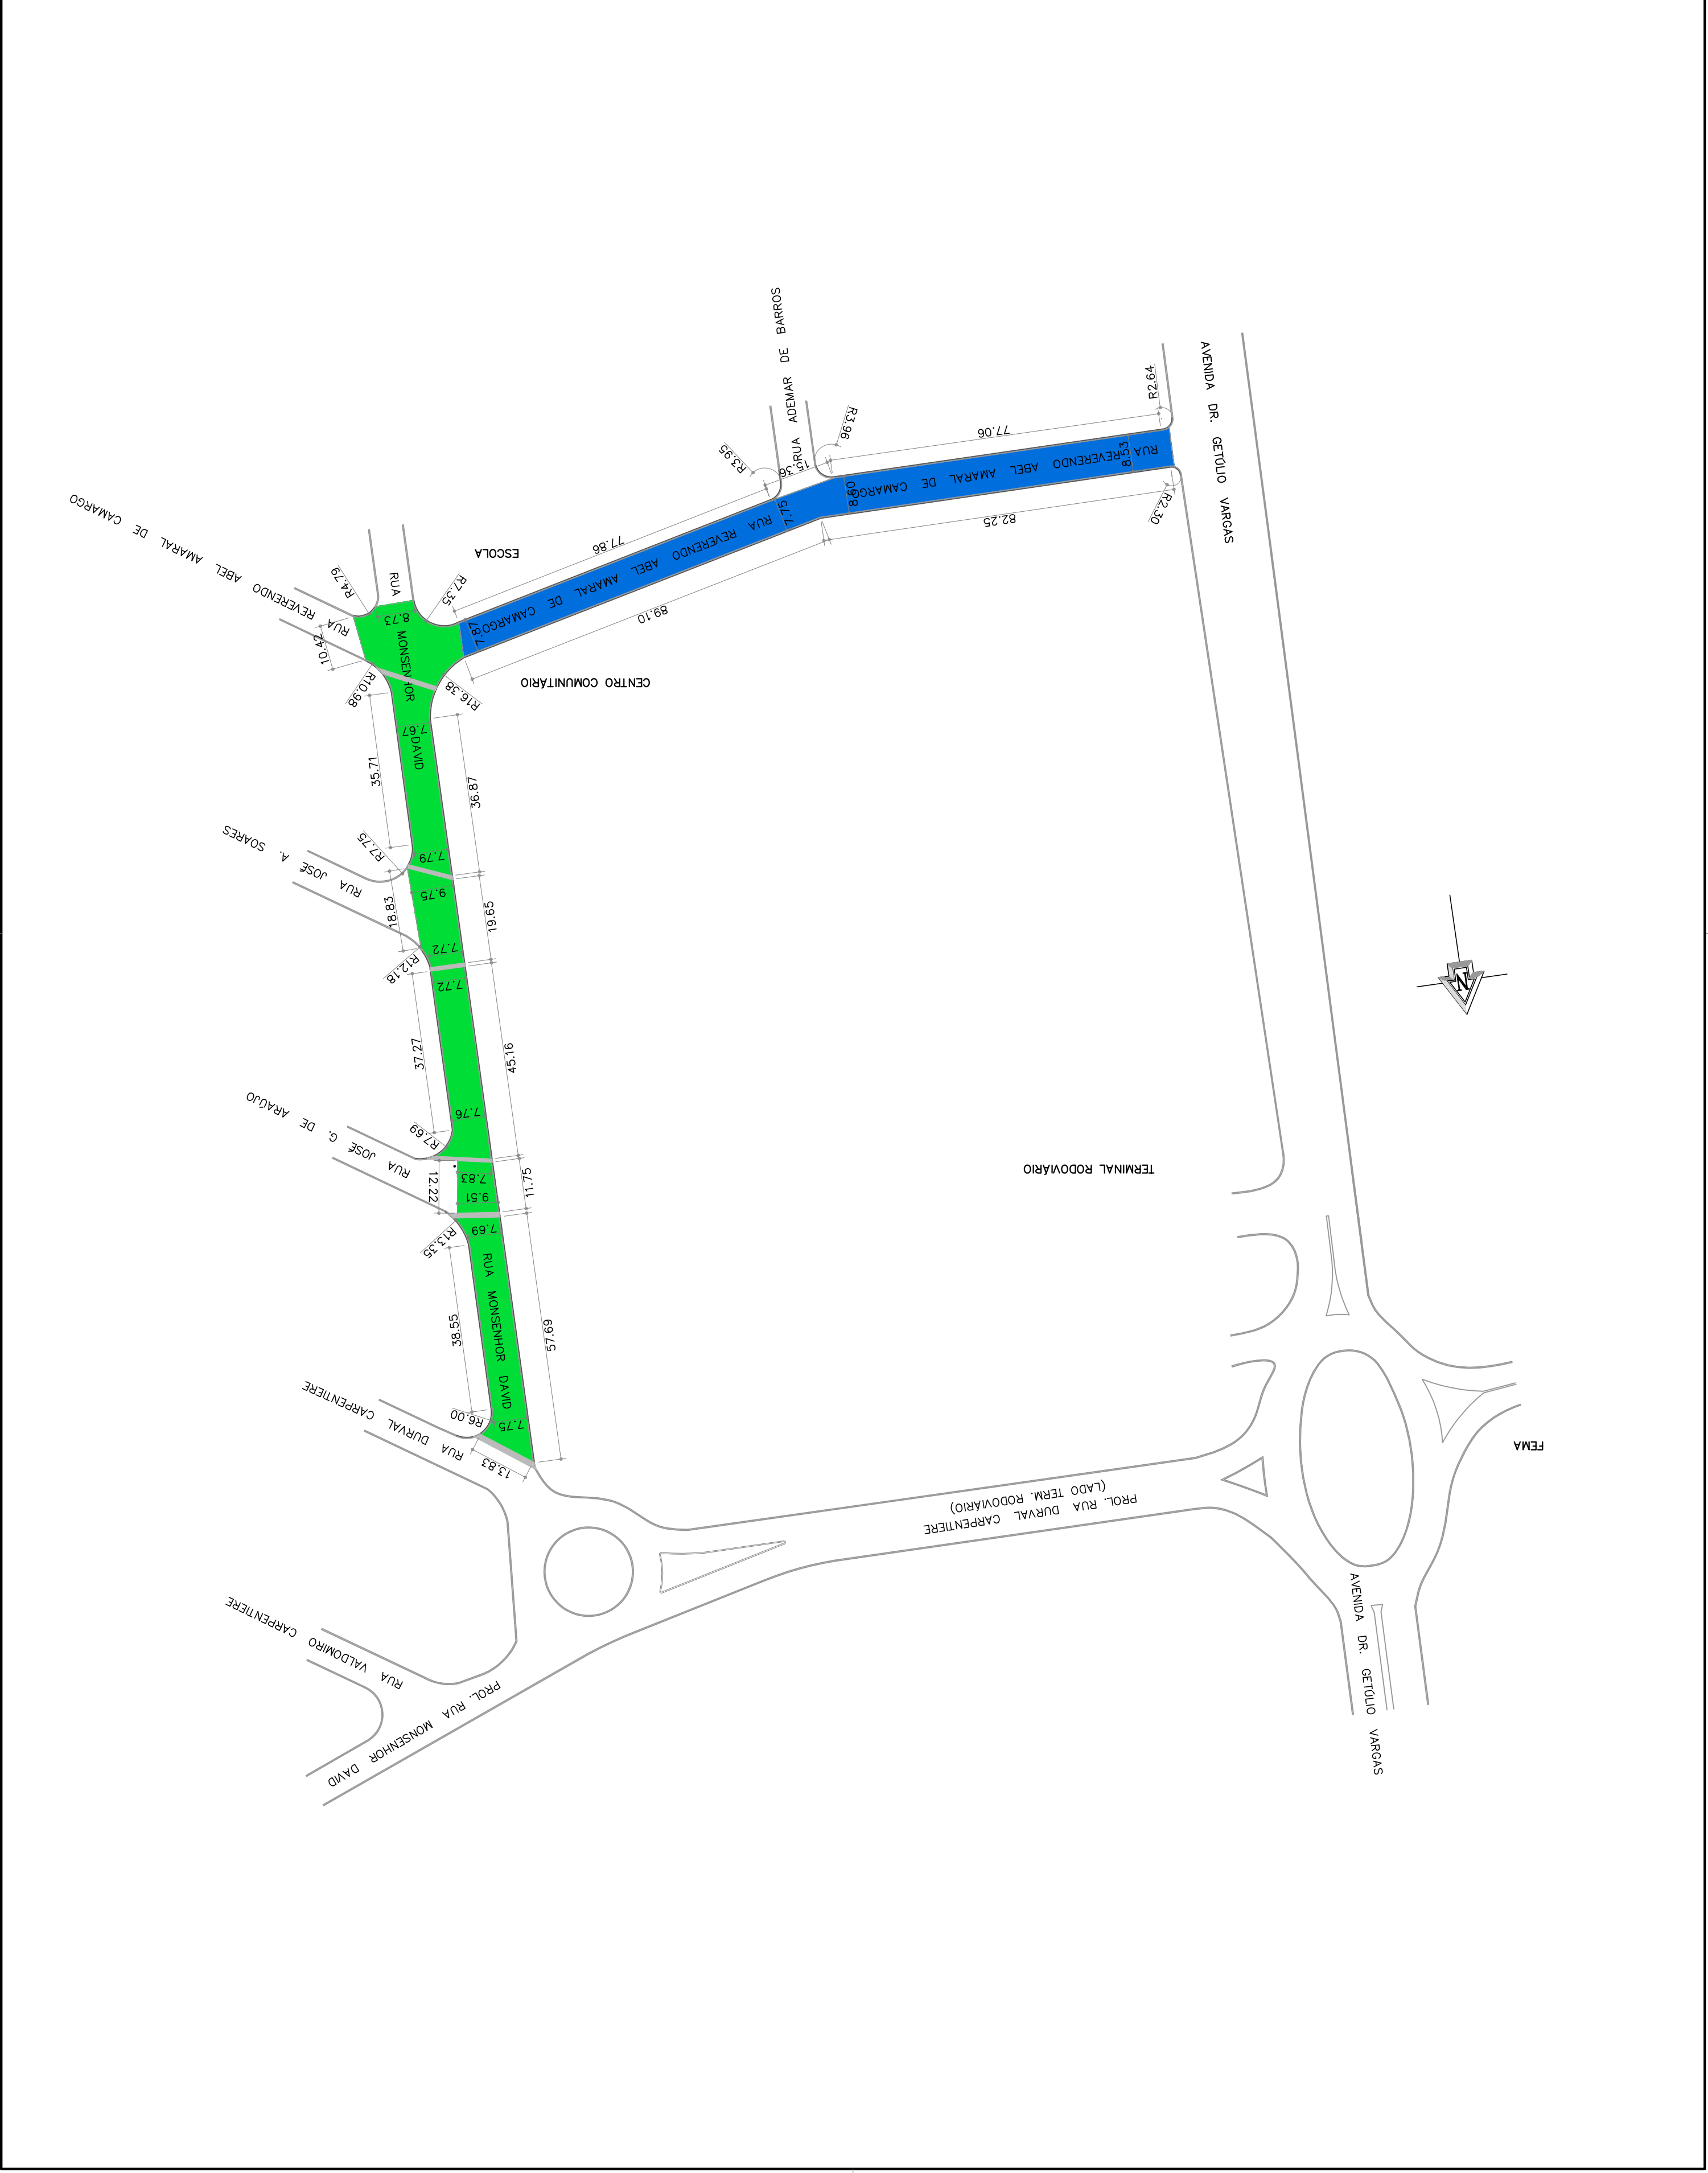 RUA ADEMAR DE BARROS
AVENIDA DR. GETÚLIO VARGAS
R2.64
R3.96
R3.95
15.36
77.06
8.53
RUA REVERENDO ABEL AMARAL DE CAMARGO
8.60
R2.30
82.25
7.75
RUA REVERENDO ABEL AMARAL DE CAMARGO
77.86
89.10
7.87
ESCOLA
CENTRO COMUNITÁRIO
RUA REVERENDO ABEL AMARAL DE CAMARGO
R4.79
R7.35
10.42
8.73
RUA MONSENHOR DAVID
R10.98
R16.38
7.67
35.71
36.87
RUA JOSÉ A. SOARES
R7.75
7.79
9.75
18.83
19.65
7.72
R12.18
7.72
37.27
45.16
7.76
RUA JOSÉ G. DE ARAÚJO
R7.69
7.83
12.22
11.75
9.51
7.69
R13.35
RUA MONSENHOR DAVID
38.55
57.69
RUA DURVAL CARPENTIERE
R6.00
7.75
13.83
N
TERMINAL RODOVIÁRIO
FEMA
PROL. RUA DURVAL CARPENTIERE
(LADO TERM. RODOVIÁRIO)
AVENIDA DR. GETÚLIO VARGAS
RUA VALDOMIRO CARPENTIERE
PROL. RUA MONSENHOR DAVID